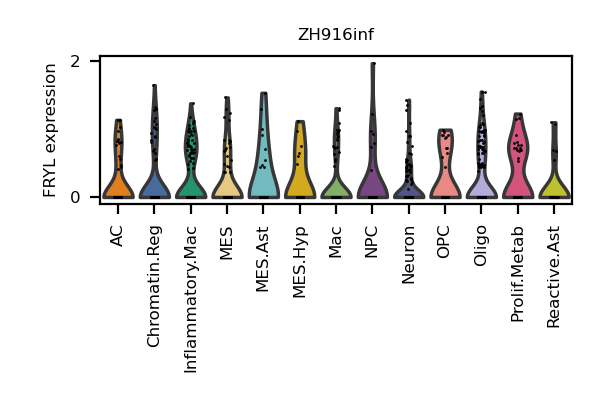 ZH916inf
FRYL expression
2
0
AC
Chromatin.Reg
Inflammatory.Mac
MES
MES.Ast
MES.Hyp
Mac
NPC
Neuron
OPC
Oligo
Prolif.Metab
Reactive.Ast